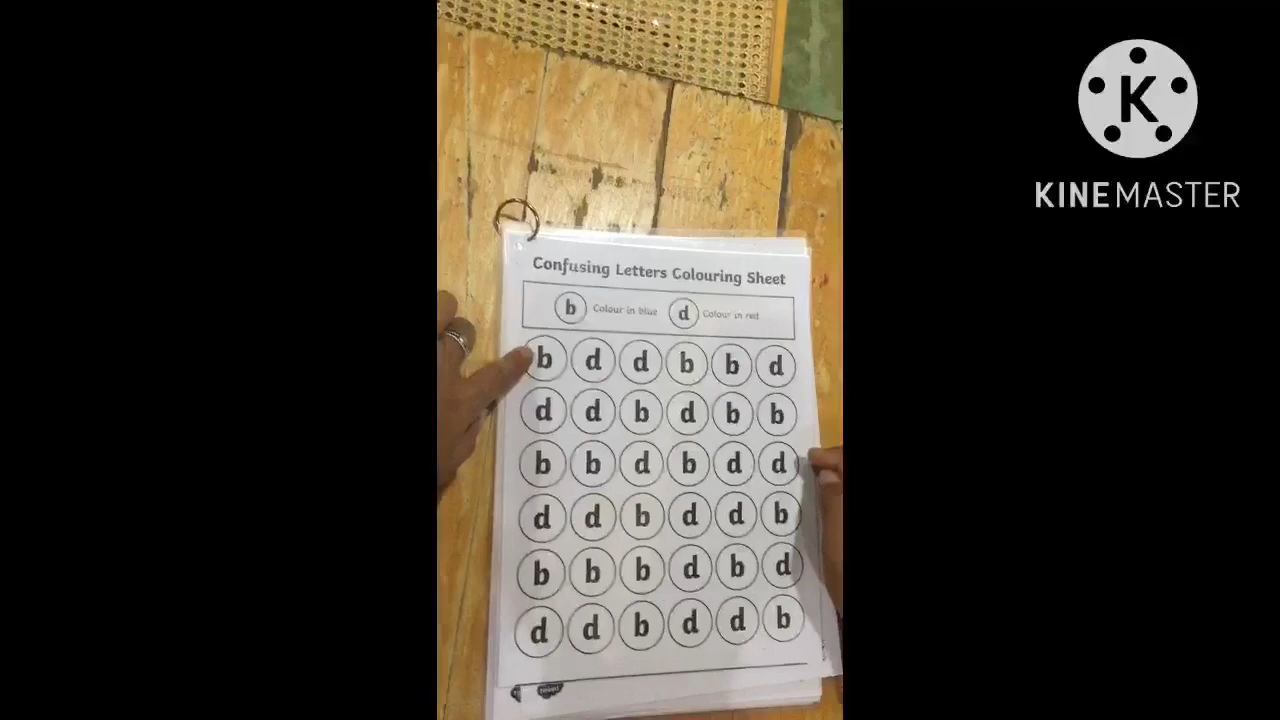 K
KINEMASTER
Confusing Letters Colouring Sheet
b Colour in blue d Colour in red
b d d b b d
d d b d b b
b b d b d d
d d b d d b
b b b d b d
d d b d d b